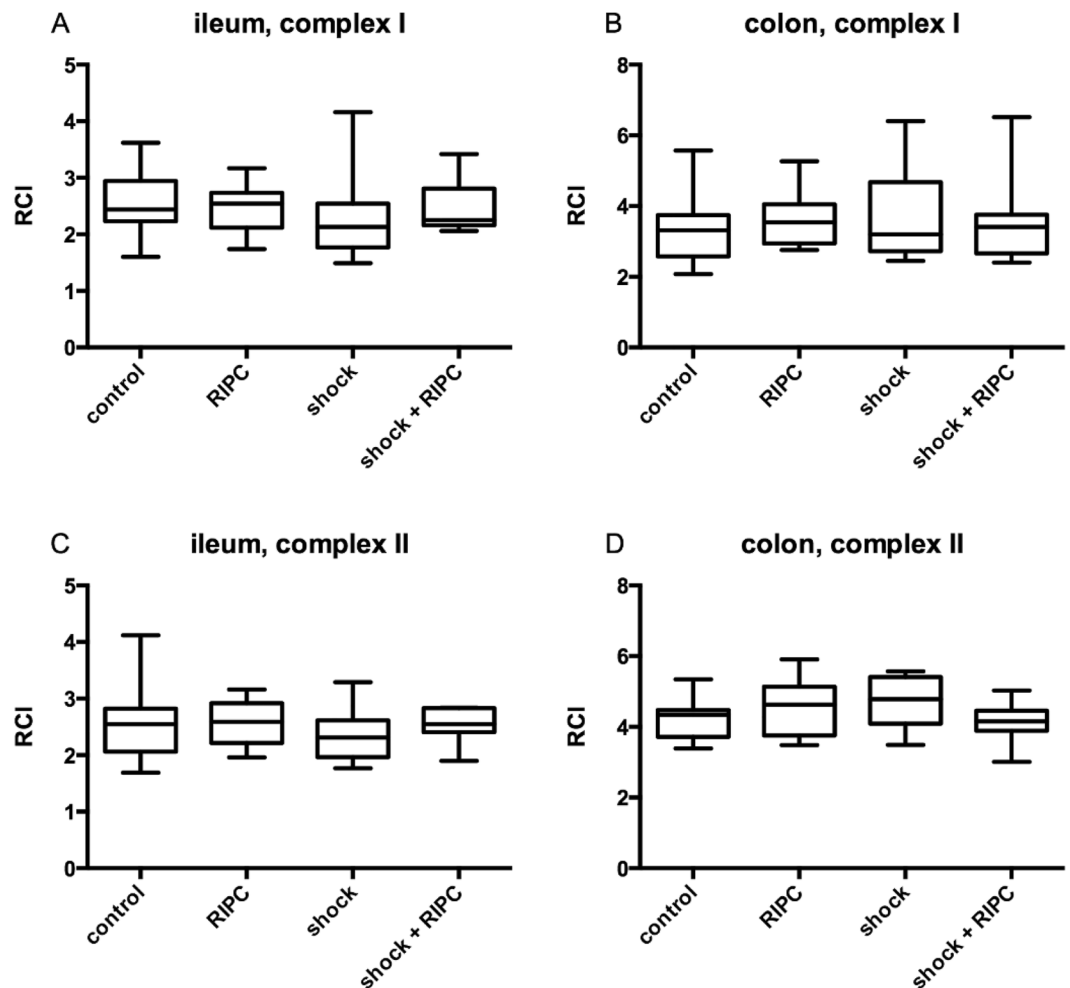 A
ileum, complex I
RCI
5
4
3
2
1
0
control
RIPC
shock
shock + RIPC
B
colon, complex I
RCI
8
6
4
2
0
control
RIPC
shock
shock + RIPC
C
ileum, complex II
RCI
5
4
3
2
1
0
control
RIPC
shock
shock + RIPC
D
colon, complex II
RCI
8
6
4
2
0
control
RIPC
shock
shock + RIPC